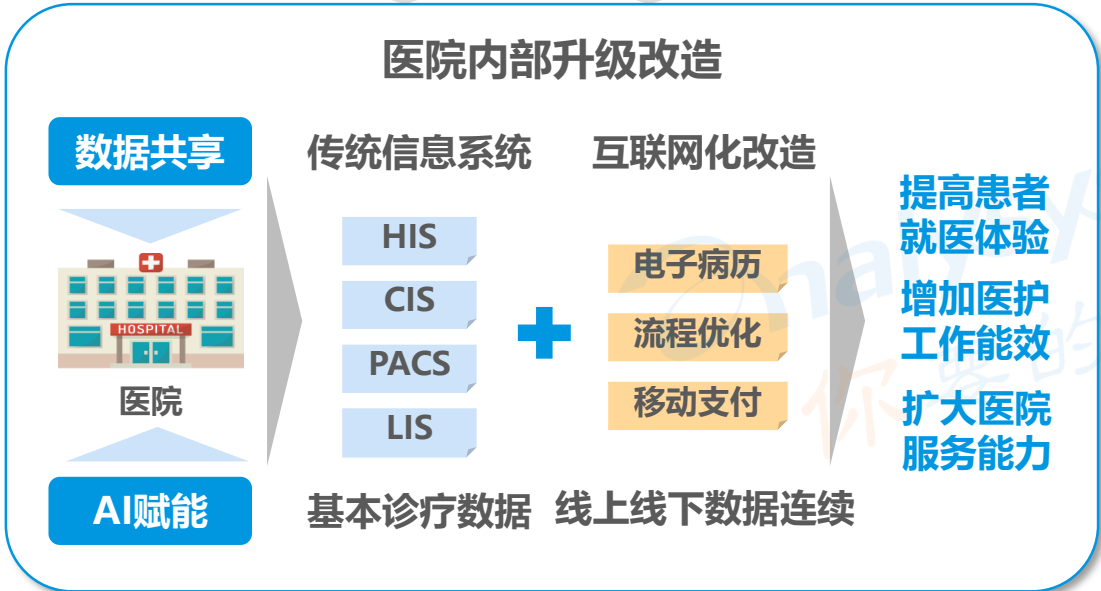 医院内部升级改造
数据共享
HOSPITAL
医院
AI赋能
传统信息系统
HIS
CIS
PACS
LIS
基本诊疗数据
互联网化改造
电子病历
流程优化
移动支付
线上线下数据连续
提高患者
就医体验
增加医护
工作能效
扩大医院
服务能力
nalys
你要的